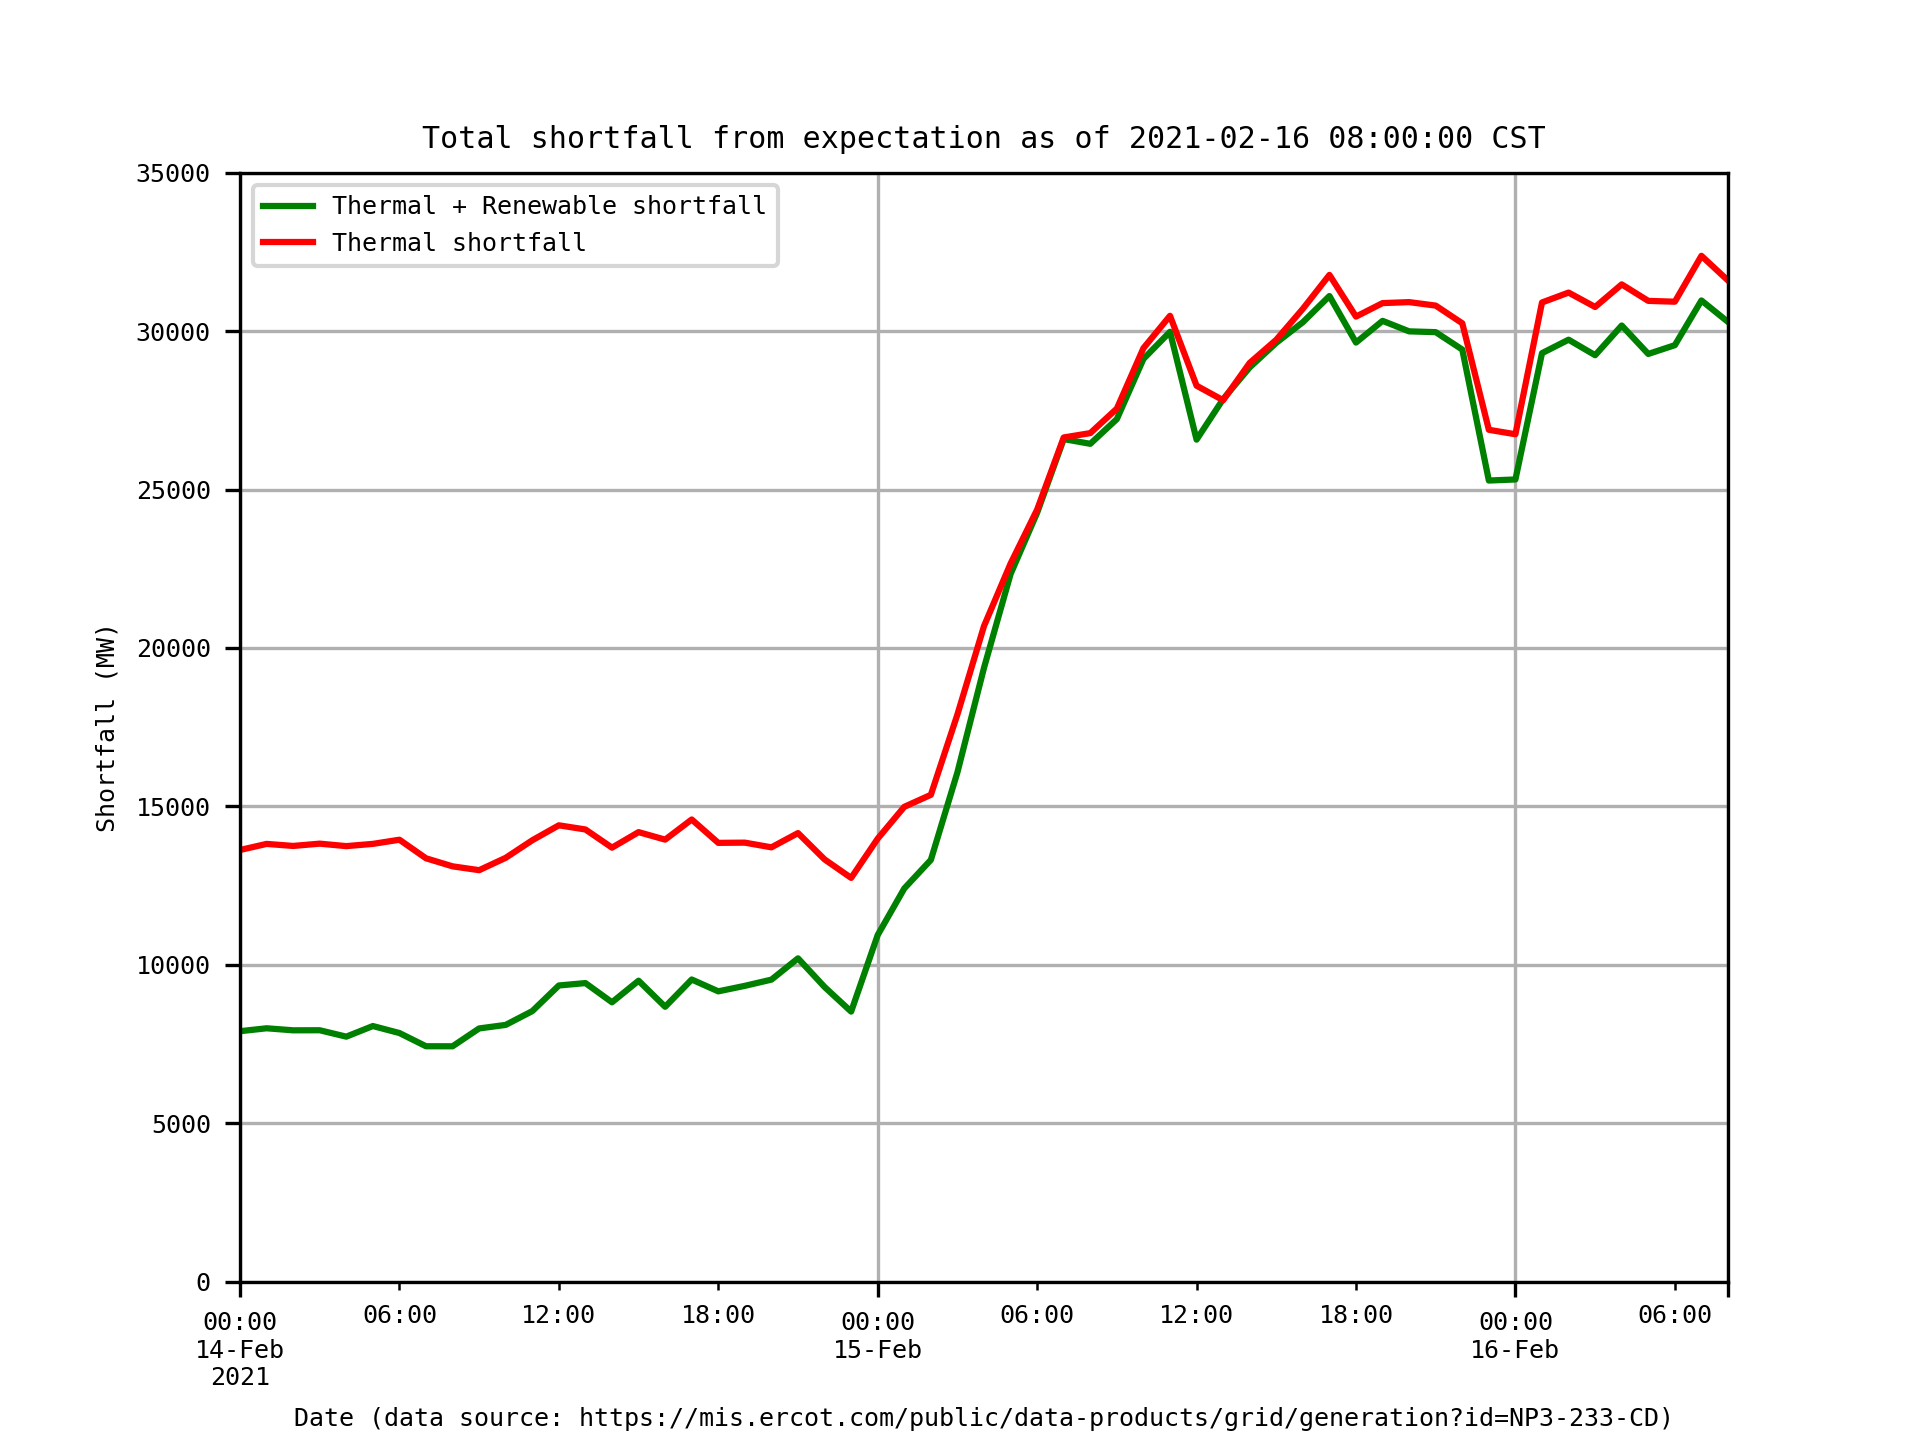 Total shortfall from expectation as of 2021-02-16 08:00:00 CST
Thermal + Renewable shortfall
Thermal shortfall
Shortfall (MW)
35000
30000
25000
20000
15000
10000
5000
0
00:00
14-Feb
2021
06:00
12:00
18:00
00:00
15-Feb
06:00
12:00
18:00
00:00
16-Feb
06:00
Date (data source: https://mis.ercot.com/public/data-products/grid/generation?id=NP3-233-CD)